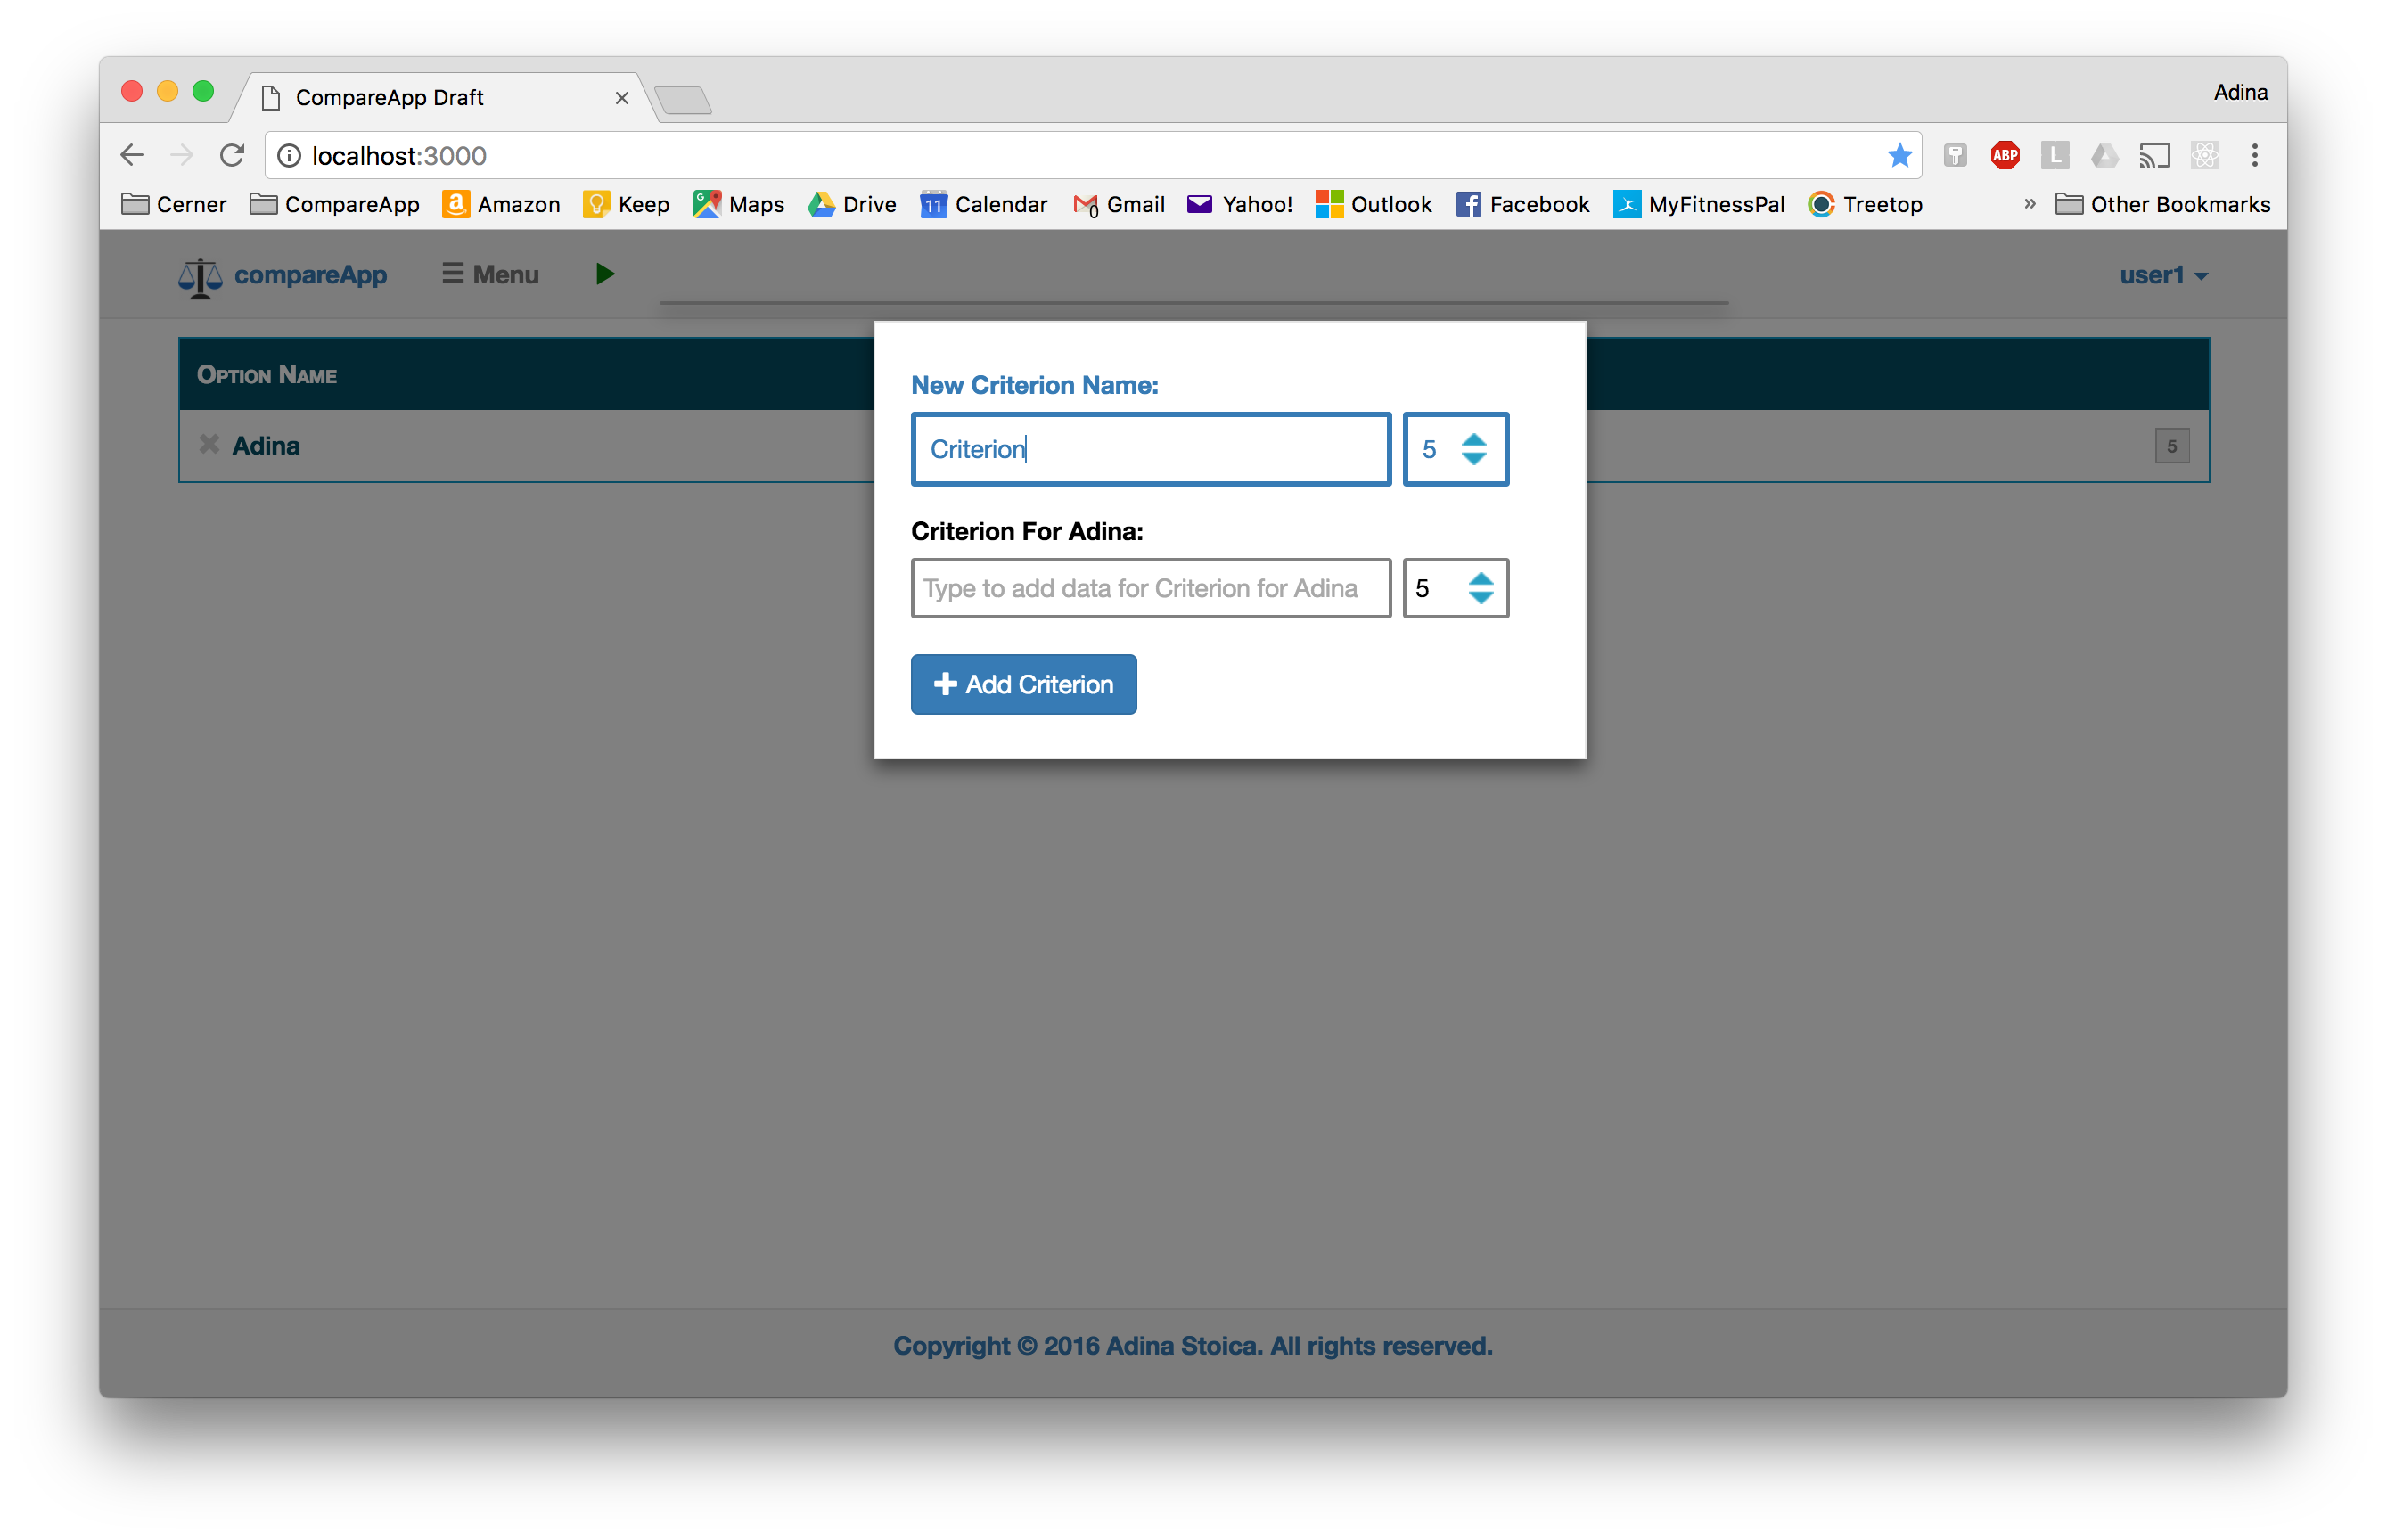 CompareApp Draft
Adina
localhost:3000
ABP
L
Cerner CompareApp Amazon Keep Maps 11 Calendar Drive Gmail Yahoo! Outlook Facebook MyFitnessPal Treetop » Other Bookmarks
compareApp Menu user1
OPTION NAME
Adina 5
New Criterion Name:
Criterion 5
Criterion For Adina:
Type to add data for Criterion for Adina 5
Add Criterion
Copyright © 2016 Adina Stoica. All rights reserved.